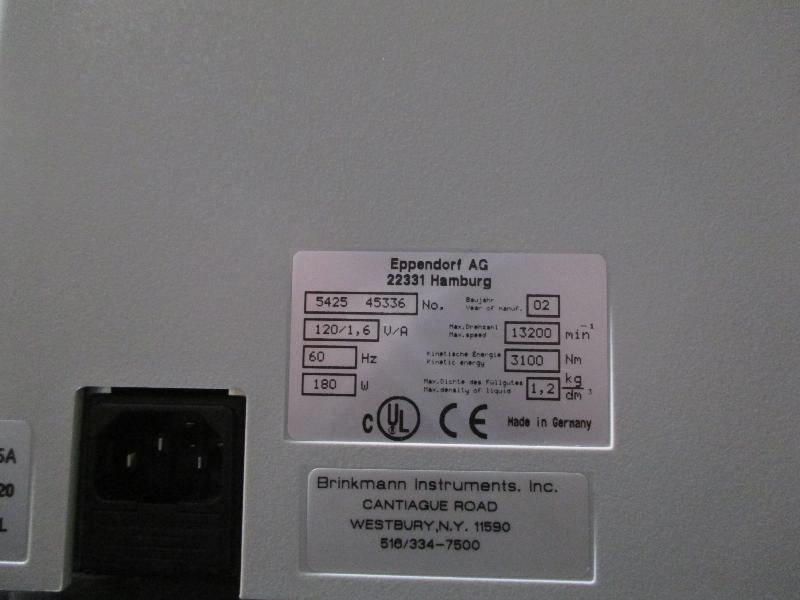 Eppendorf AG
22331 Hamburg
5425 45336 No. Baujahr Year of manuf. 02
120/1,6 V/A Max.Drehzahl Max.speed 13200 min⁻¹
60 Hz Kinetische Energie Kinetic energy 3100 Nm
180 W Max.Dichte des Füllgutes Max.density of liquid 1,2 kg/dm³
c UL CE Made in Germany
Brinkmann Instruments, Inc.
CANTIAGUE ROAD
WESTBURY,N.Y. 11590
516/334-7500
5A
20
L